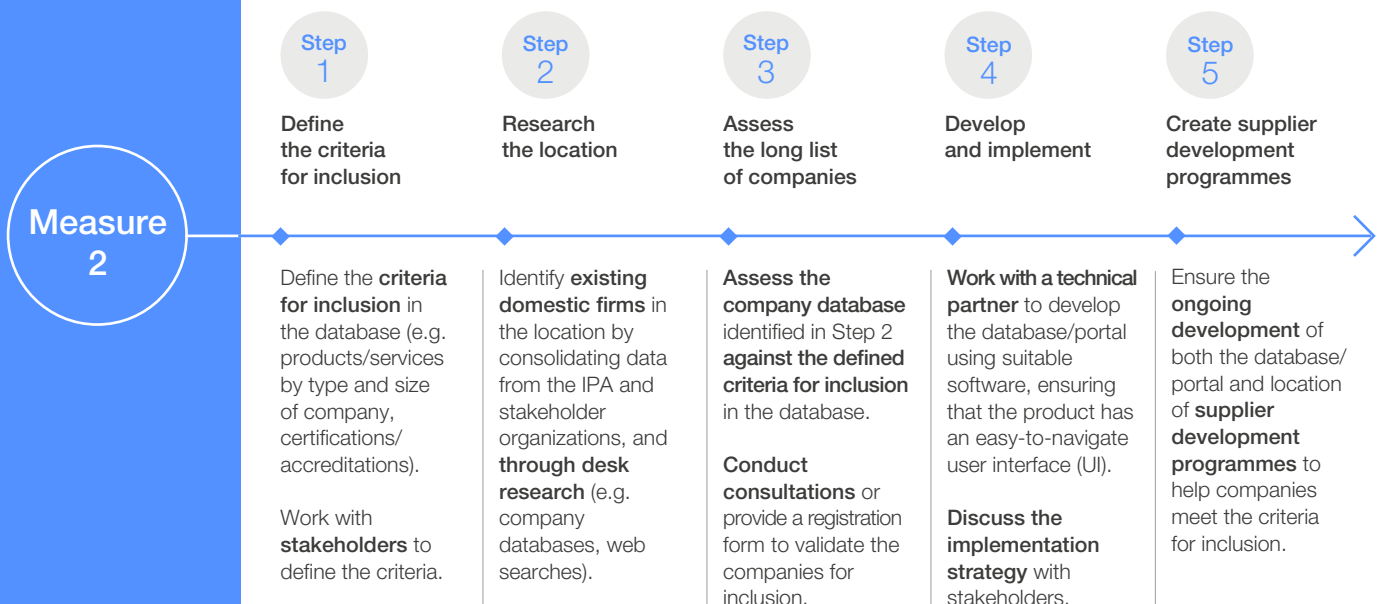 Measure
2
Step
1
Define
the criteria
for inclusion
Define the criteria
for inclusion in
the database (e.g.
products/services
by type and size
of company,
certifications/
accreditations).
Work with
stakeholders to
define the criteria.
Step
2
Research
the location
Identify existing
domestic firms in
the location by
consolidating data
from the IPA and
stakeholder
organizations, and
through desk
research (e.g.
company
databases, web
searches).
Step
3
Assess
the long list
of companies
Assess the
company database
identified in Step 2
against the defined
criteria for inclusion
in the database.
Conduct
consultations or
provide a registration
form to validate the
companies for
inclusion.
Step
4
Develop
and implement
Work with a technical
partner to develop
the database/portal
using suitable
software, ensuring
that the product has
an easy-to-navigate
user interface (UI).
Discuss the
implementation
strategy with
stakeholders.
Step
5
Create supplier
development
programmes
Ensure the
ongoing
development of
both the database/
portal and location
of supplier
development
programmes to
help companies
meet the criteria
for inclusion.